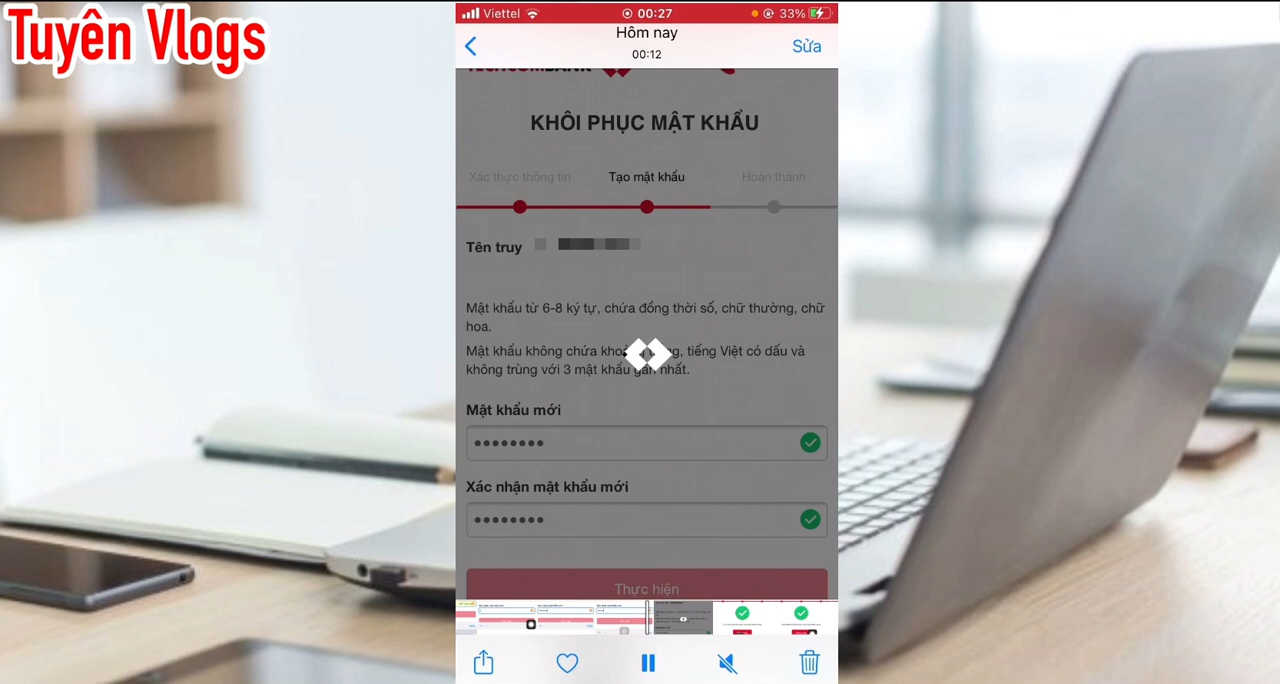 Tuyên Vlogs
Viettel
00:27
33%
Hôm nay
00:12
Sửa
KHÔI PHỤC MẬT KHẨU
Xác thực thông tin
Tạo mật khẩu
Hoàn thành
Tên truy
Mật khẩu từ 6-8 ký tự, chứa đồng thời số, chữ thường, chữ
hoa.
Mật khẩu không chứa khoảng trắng, tiếng Việt có dấu và
không trùng với 3 mật khẩu gần nhất.
Mật khẩu mới
Xác nhận mật khẩu mới
Thực hiện